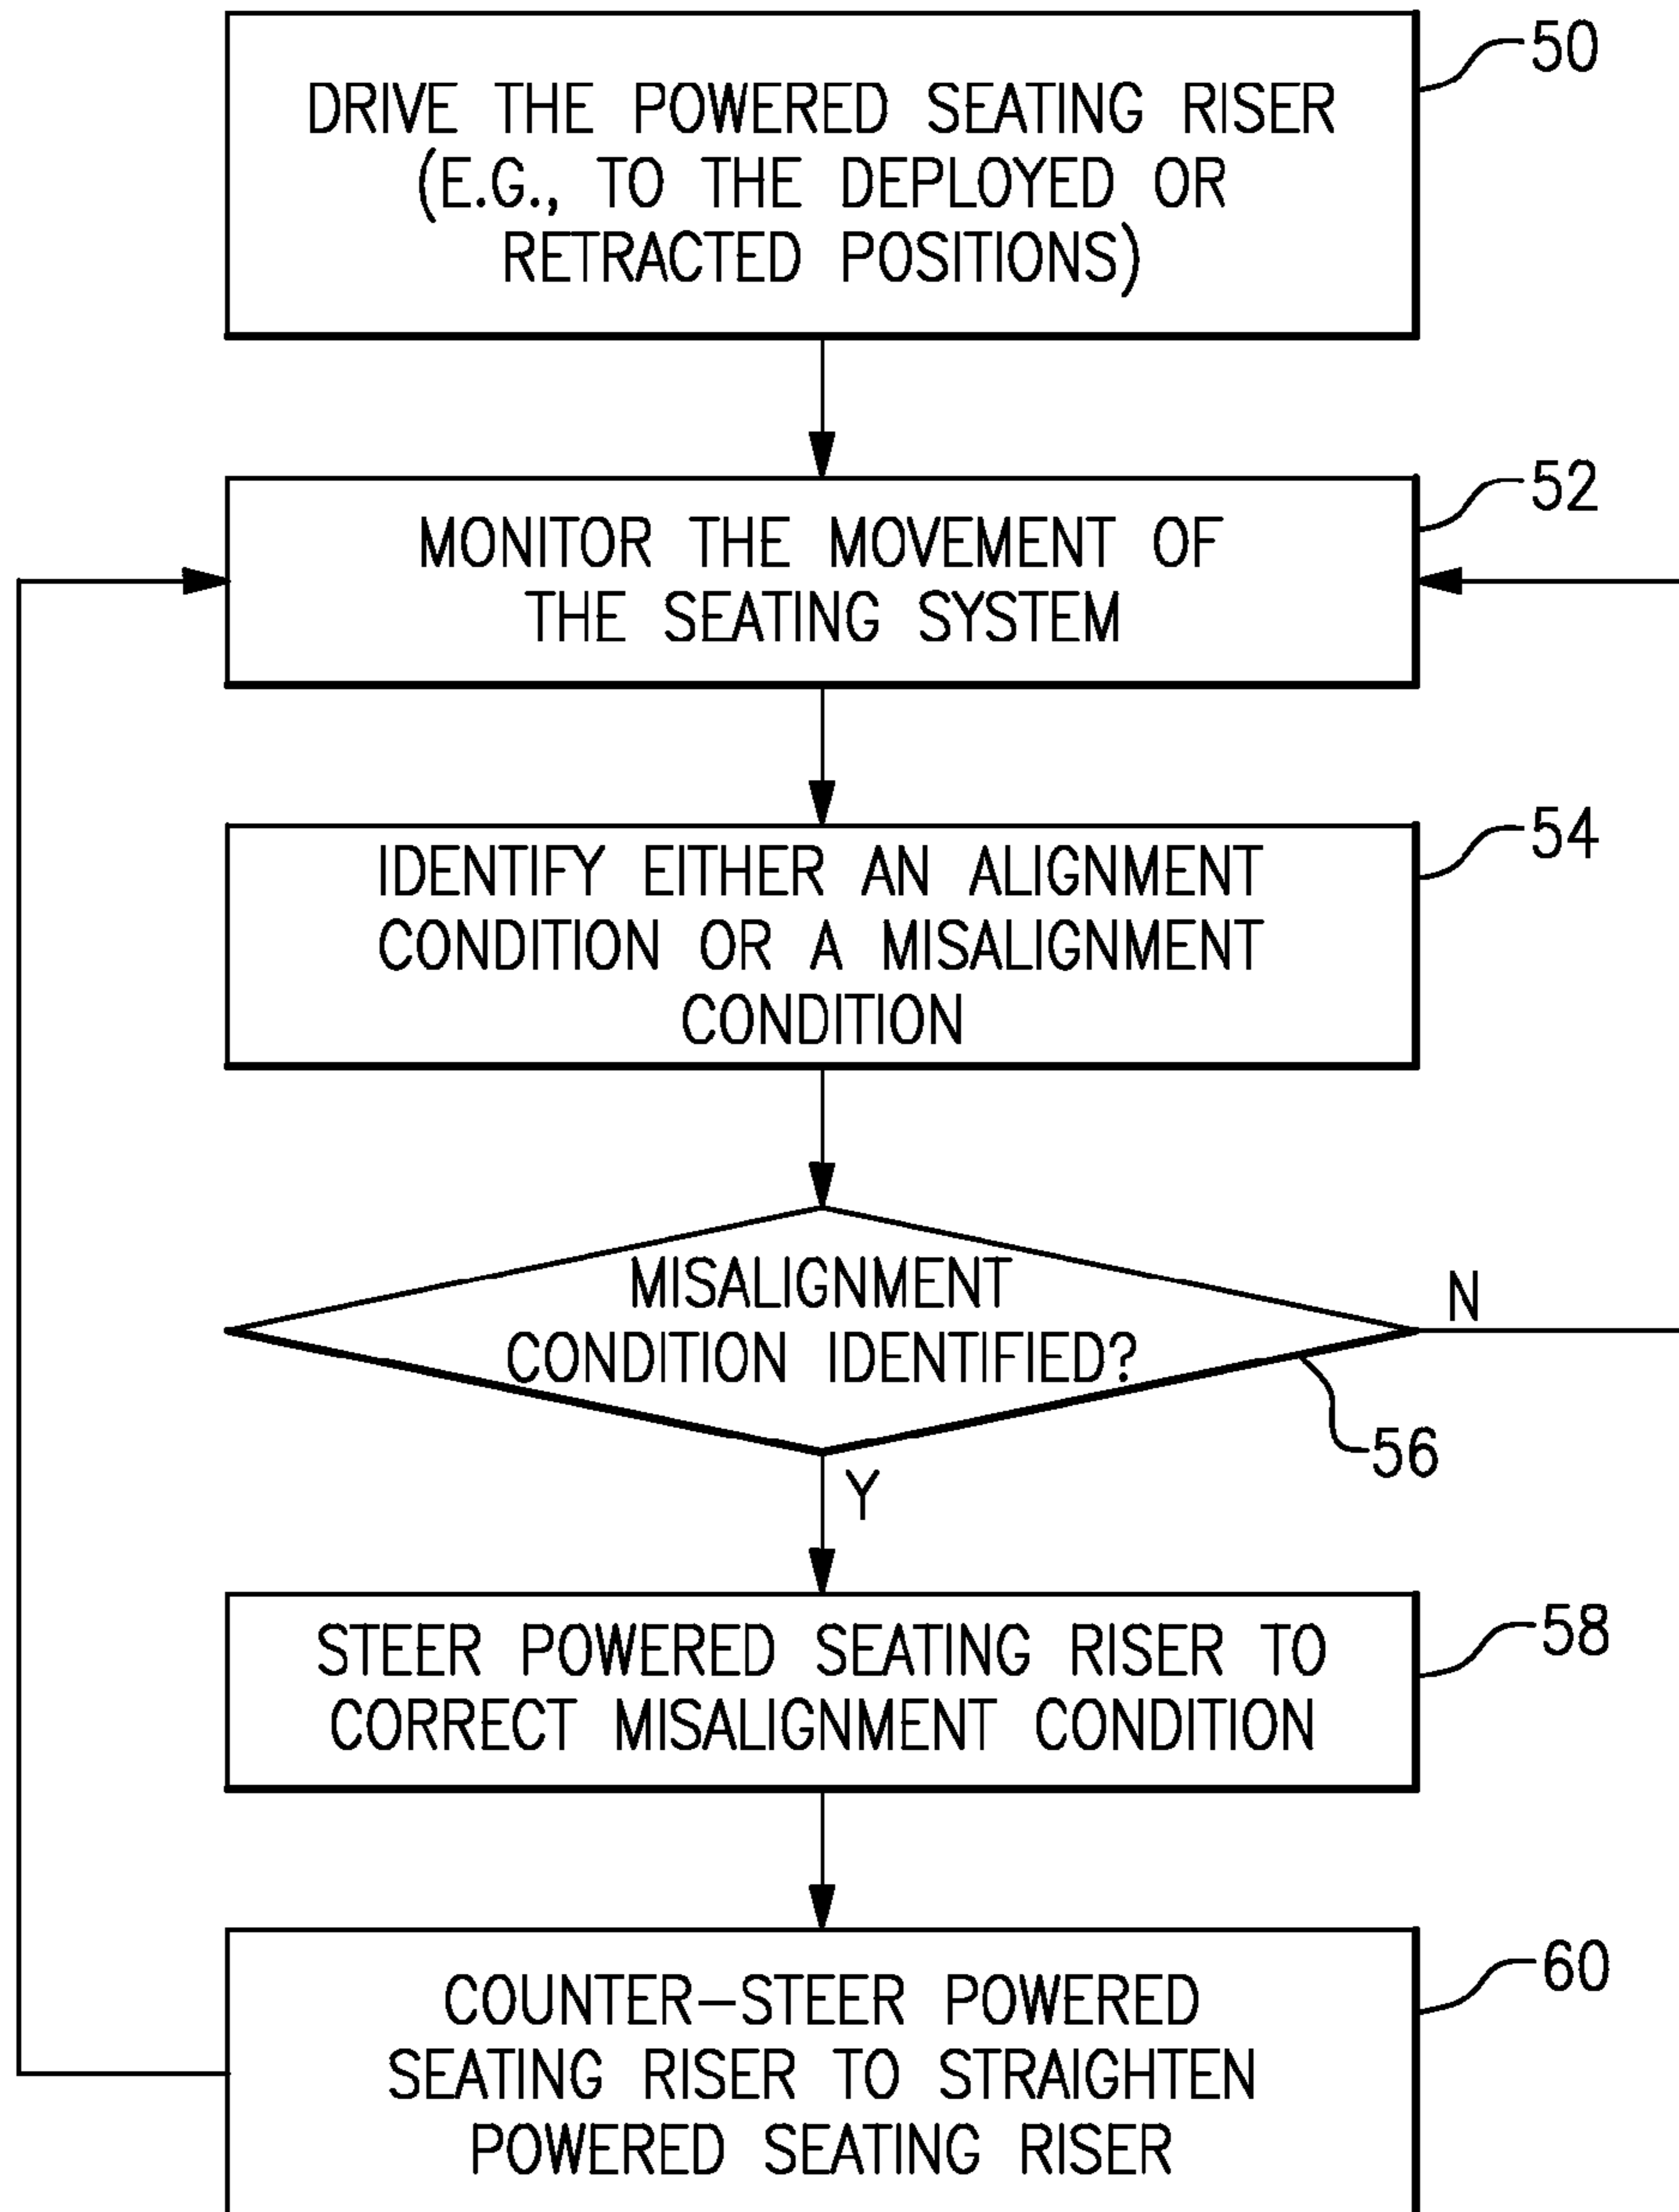 DRIVE THE POWERED SEATING RISER
(E.G., TO THE DEPLOYED OR
RETRACTED POSITIONS)
50
MONITOR THE MOVEMENT OF
THE SEATING SYSTEM
52
IDENTIFY EITHER AN ALIGNMENT
CONDITION OR A MISALIGNMENT
CONDITION
54
MISALIGNMENT
CONDITION IDENTIFIED?
N
56
Y
STEER POWERED SEATING RISER TO
CORRECT MISALIGNMENT CONDITION
58
COUNTER-STEER POWERED
SEATING RISER TO STRAIGHTEN
POWERED SEATING RISER
60